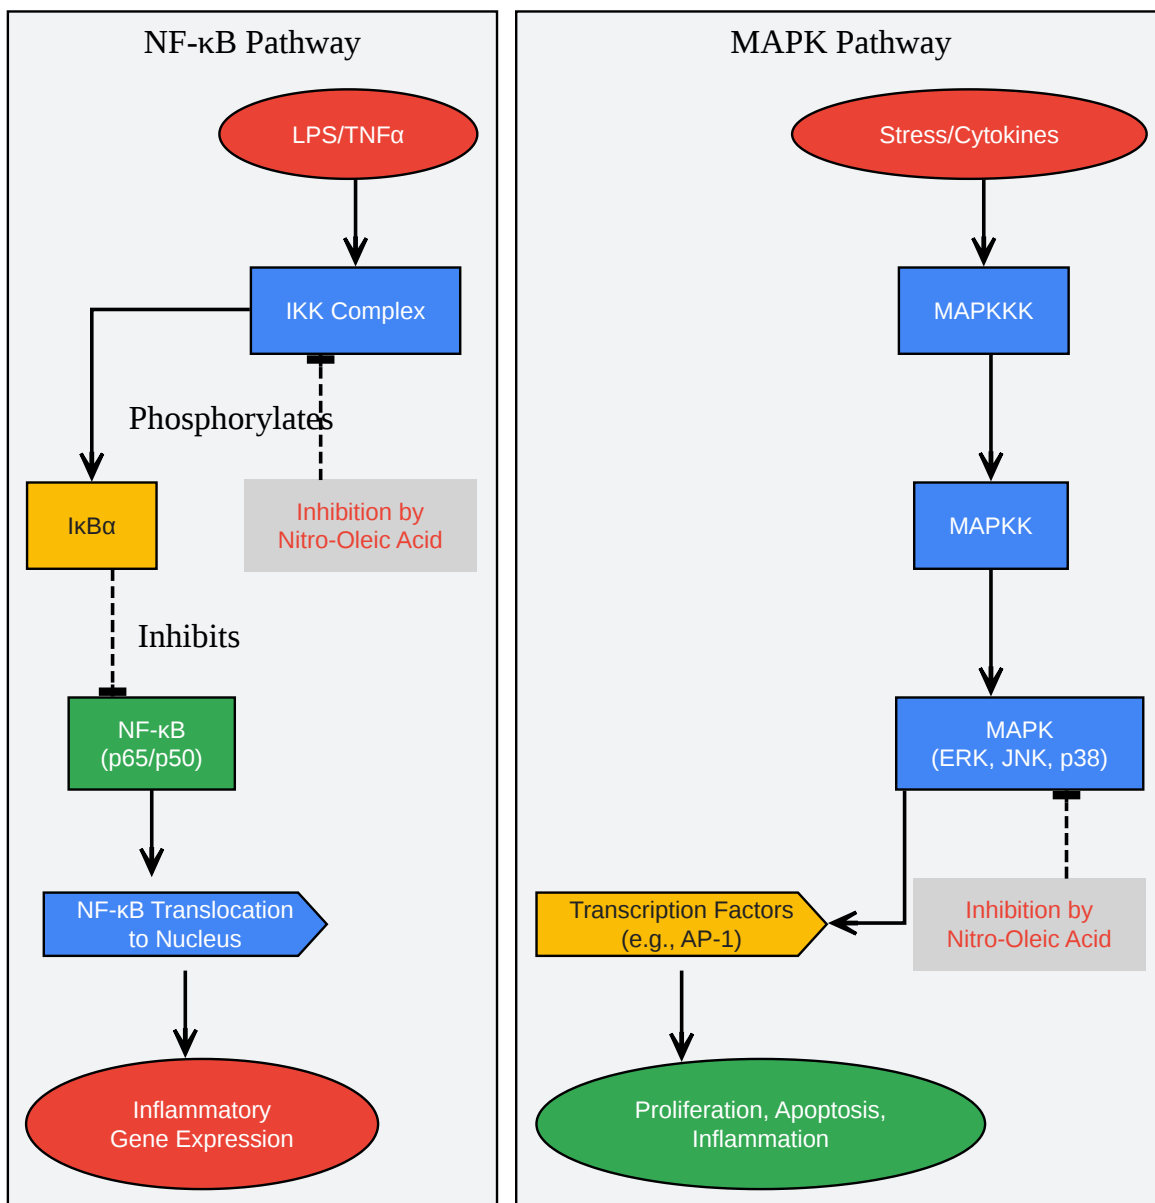 NF-κB Pathway
LPS/TNFα
IKK Complex
Phosphorylates
IκBα
Inhibition by
Nitro-Oleic Acid
Inhibits
NF-κB
(p65/p50)
NF-κB Translocation
to Nucleus
Inflammatory
Gene Expression
MAPK Pathway
Stress/Cytokines
MAPKKK
MAPKK
MAPK
(ERK, JNK, p38)
Transcription Factors
(e.g., AP-1)
Inhibition by
Nitro-Oleic Acid
Proliferation, Apoptosis,
Inflammation